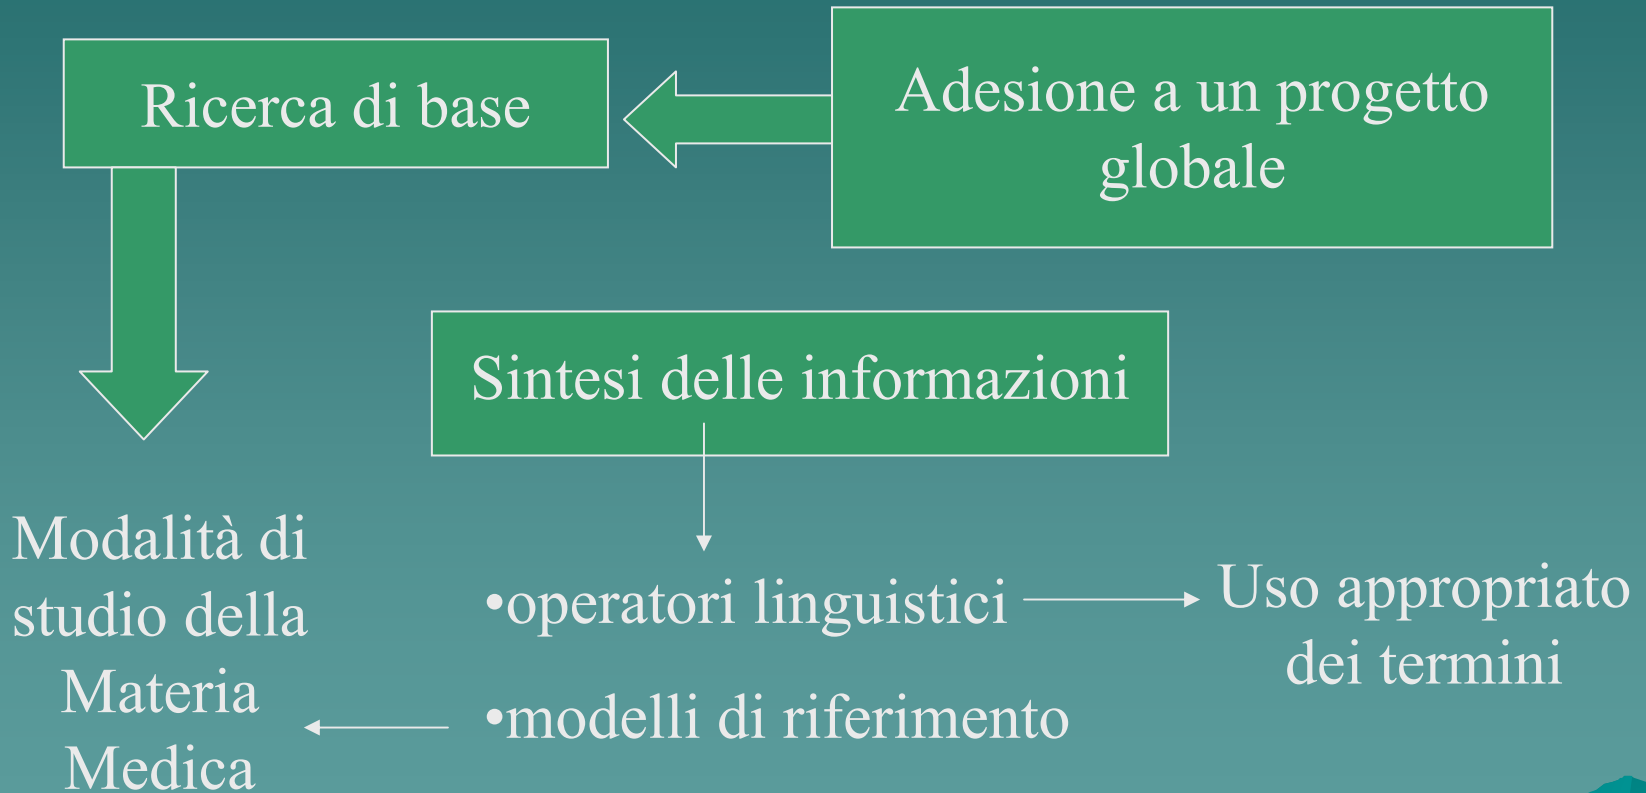 Ricerca di base
Adesione a un progetto
globale
Sintesi delle informazioni
Modalità di
studio della
Materia
Medica
•operatori linguistici
•modelli di riferimento
Uso appropriato
dei termini